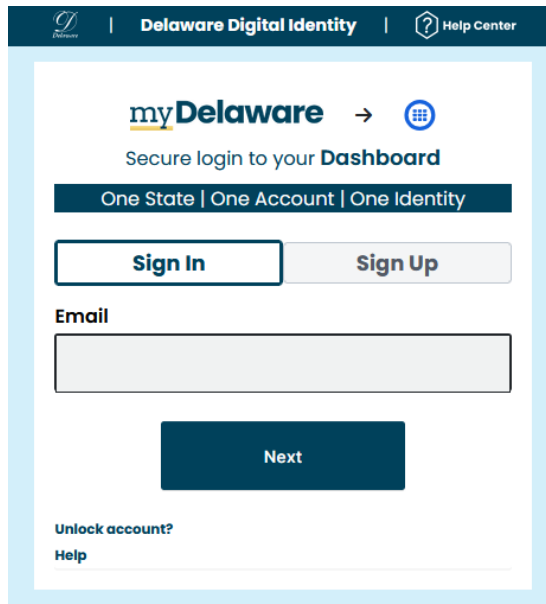 Delaware | Delaware Digital Identity | ? Help Center
myDelaware →
Secure login to your Dashboard
One State | One Account | One Identity
Sign In Sign Up
Email
Next
Unlock account?
Help